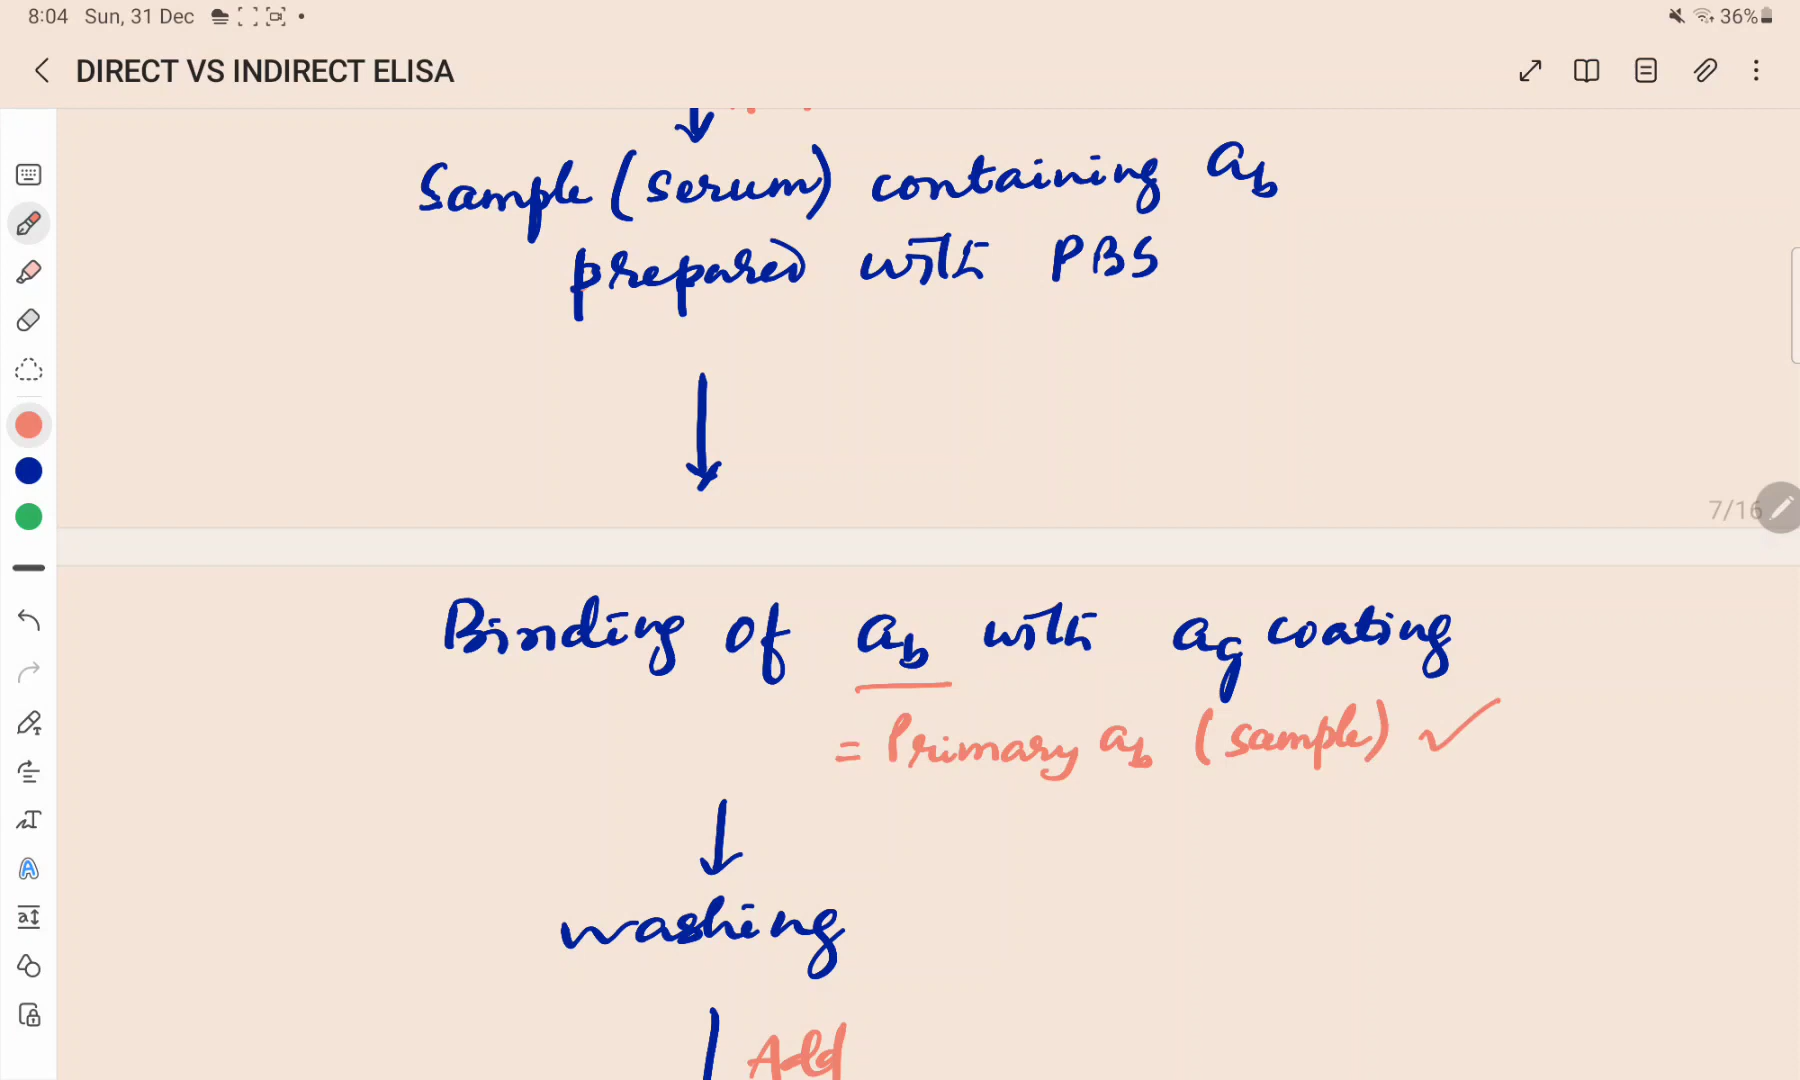 8:04 Sun, 31 Dec
36%
DIRECT VS INDIRECT ELISA
Sample (serum) containing ab
prepared with PBS
7/16
Binding of ab with ag coating
= Primary ab (sample) ✓
washing
Add